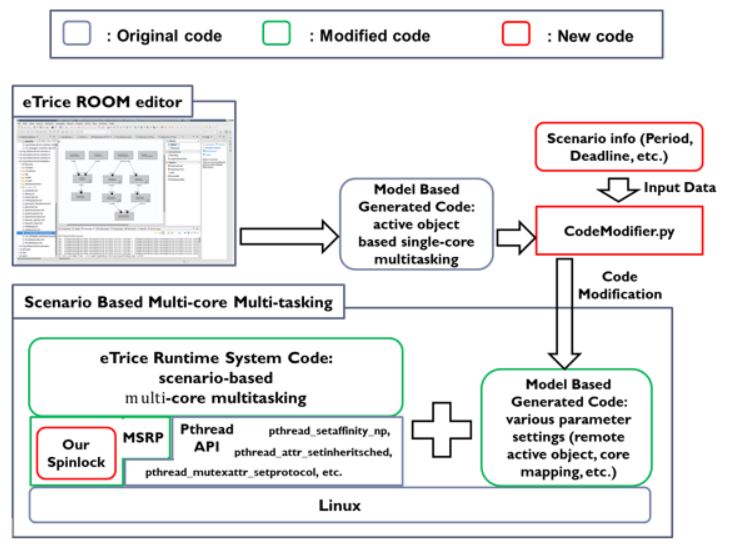 : Original code
: Modified code
: New code
eTrice ROOM editor
Scenario info (Period,
Deadline, etc.)
Input Data
Model Based
Generated Code:
active object
based single-core
multitasking
CodeModifier.py
Code
Modification
Scenario Based Multi-core Multi-tasking
eTrice Runtime System Code:
scenario-based
multi-core multitasking
Our
Spinlock
MSRP
Pthread
API
pthread_setaffinity_np,
pthread_attr_setinheritsched,
pthread_mutexattr_setprotocol, etc.
Model Based
Generated Code:
various parameter
settings (remote
active object, core
mapping, etc.)
Linux